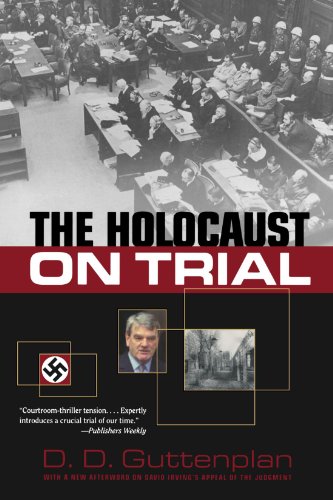 THE HOLOCAUST
ON TRIAL
"Courtroom-thriller tension. . . . Expertly
introduces a crucial trial of our time."
—Publishers Weekly
D. D. Guttenplan
WITH A NEW AFTERWORD ON DAVID IRVING'S APPEAL OF THE JUDGMENT